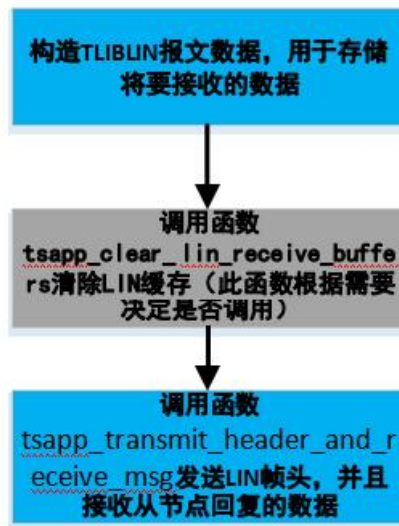 构造TLIBLIN报文数据，用于存储
将要接收的数据
调用函数
tsapp_clear_lin_receive_buffe
rs清除LIN缓存（此函数根据需要
决定是否调用）
调用函数
tsapp_transmit_header_and_r
eceive_msg发送LIN帧头，并且
接收从节点回复的数据